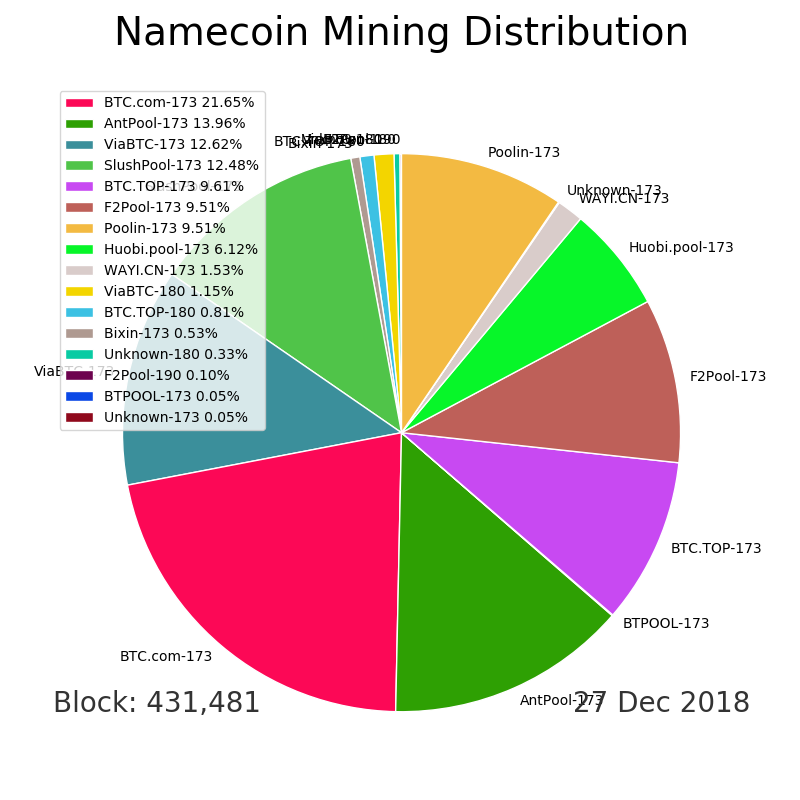 Namecoin Mining Distribution
BTC.com-173 21.65%
AntPool-173 13.96%
ViaBTC-173 12.62%
SlushPool-173 12.48%
BTC.TOP-173 9.61%
F2Pool-173 9.51%
Poolin-173 9.51%
Huobi.pool-173 6.12%
WAYI.CN-173 1.53%
ViaBTC-180 1.15%
BTC.TOP-180 0.81%
Bixin-173 0.53%
Unknown-180 0.33%
F2Pool-190 0.10%
BTPOOL-173 0.05%
Unknown-173 0.05%
Bixin-173
Poolin-173
Unknown-173
WAYI.CN-173
Huobi.pool-173
F2Pool-173
BTC.TOP-173
BTPOOL-173
AntPool-173
BTC.com-173
ViaBTC-173
Block: 431,481
27 Dec 2018